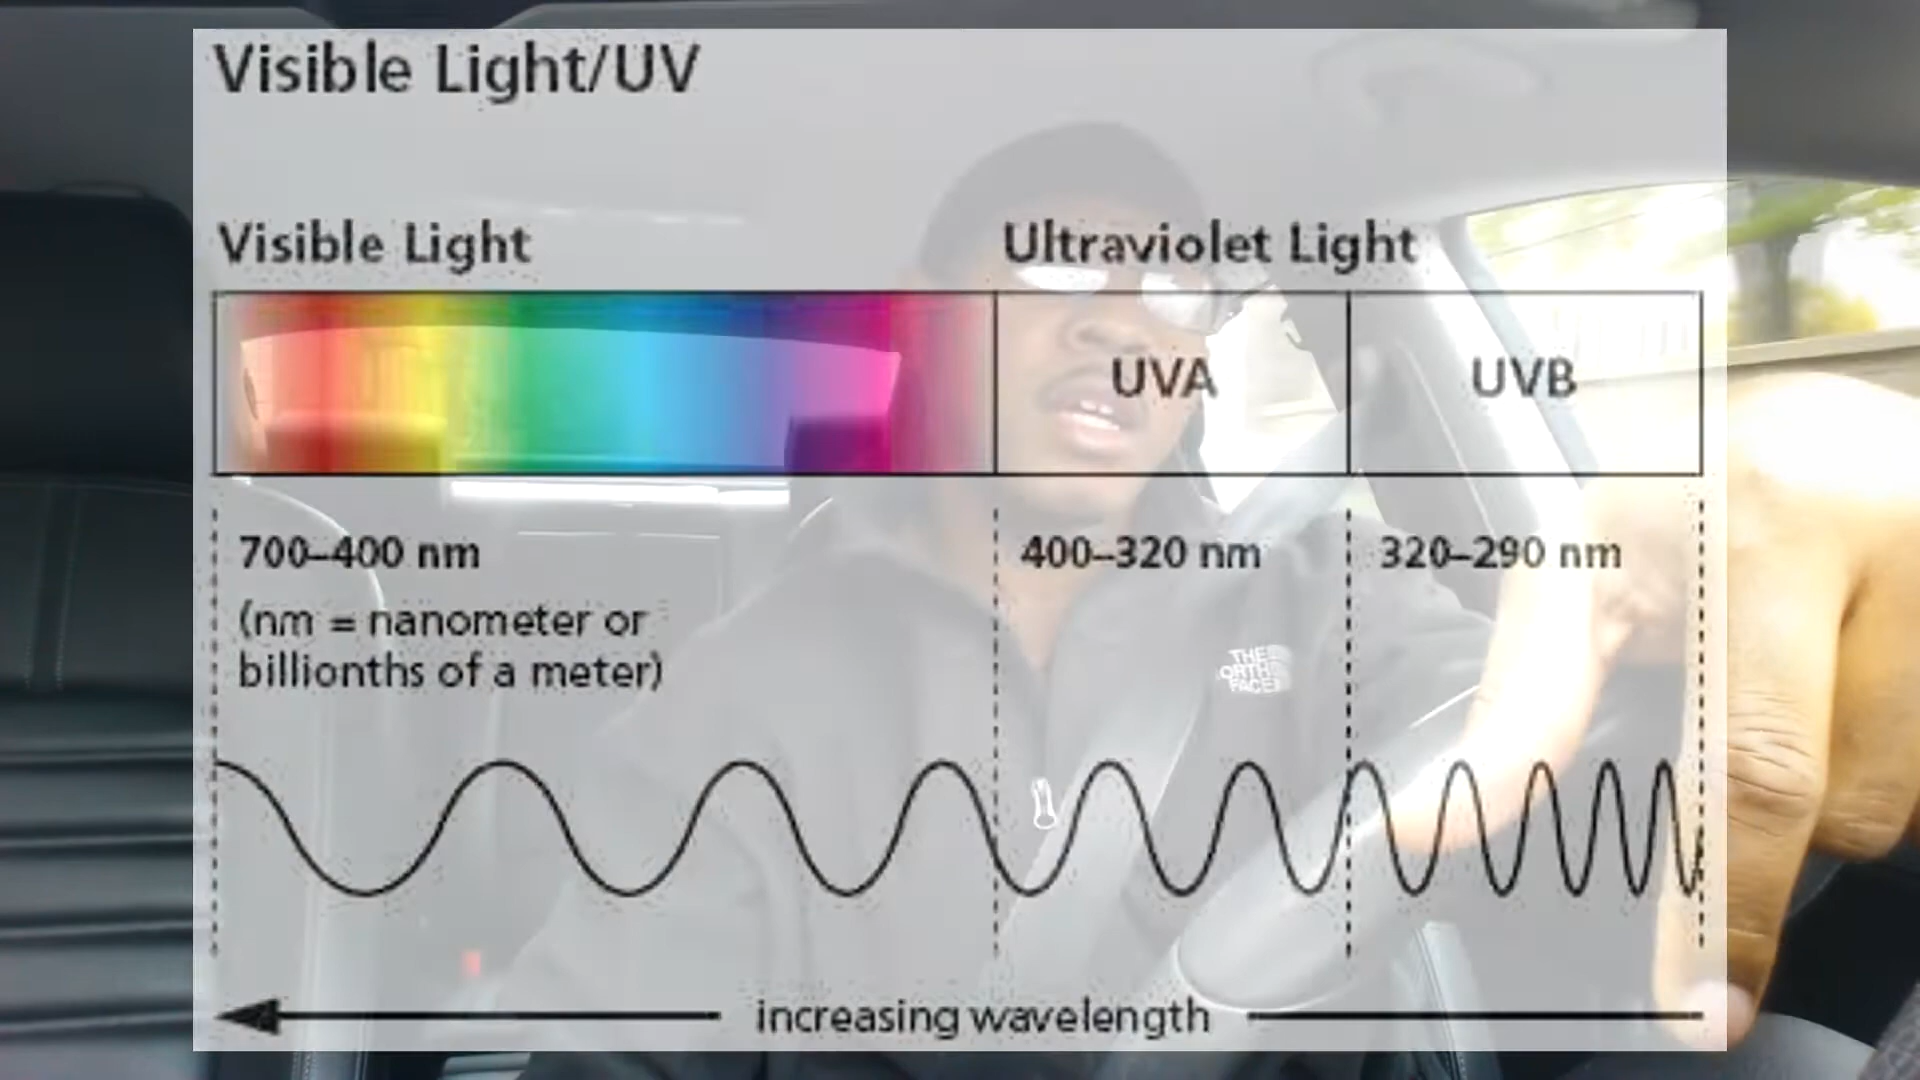 Visible Light/UV
Visible Light
Ultraviolet Light
UVA
UVB
700–400 nm
400–320 nm
320–290 nm
(nm = nanometer or
billionths of a meter)
THE
ORTH
FACE
increasing wavelength